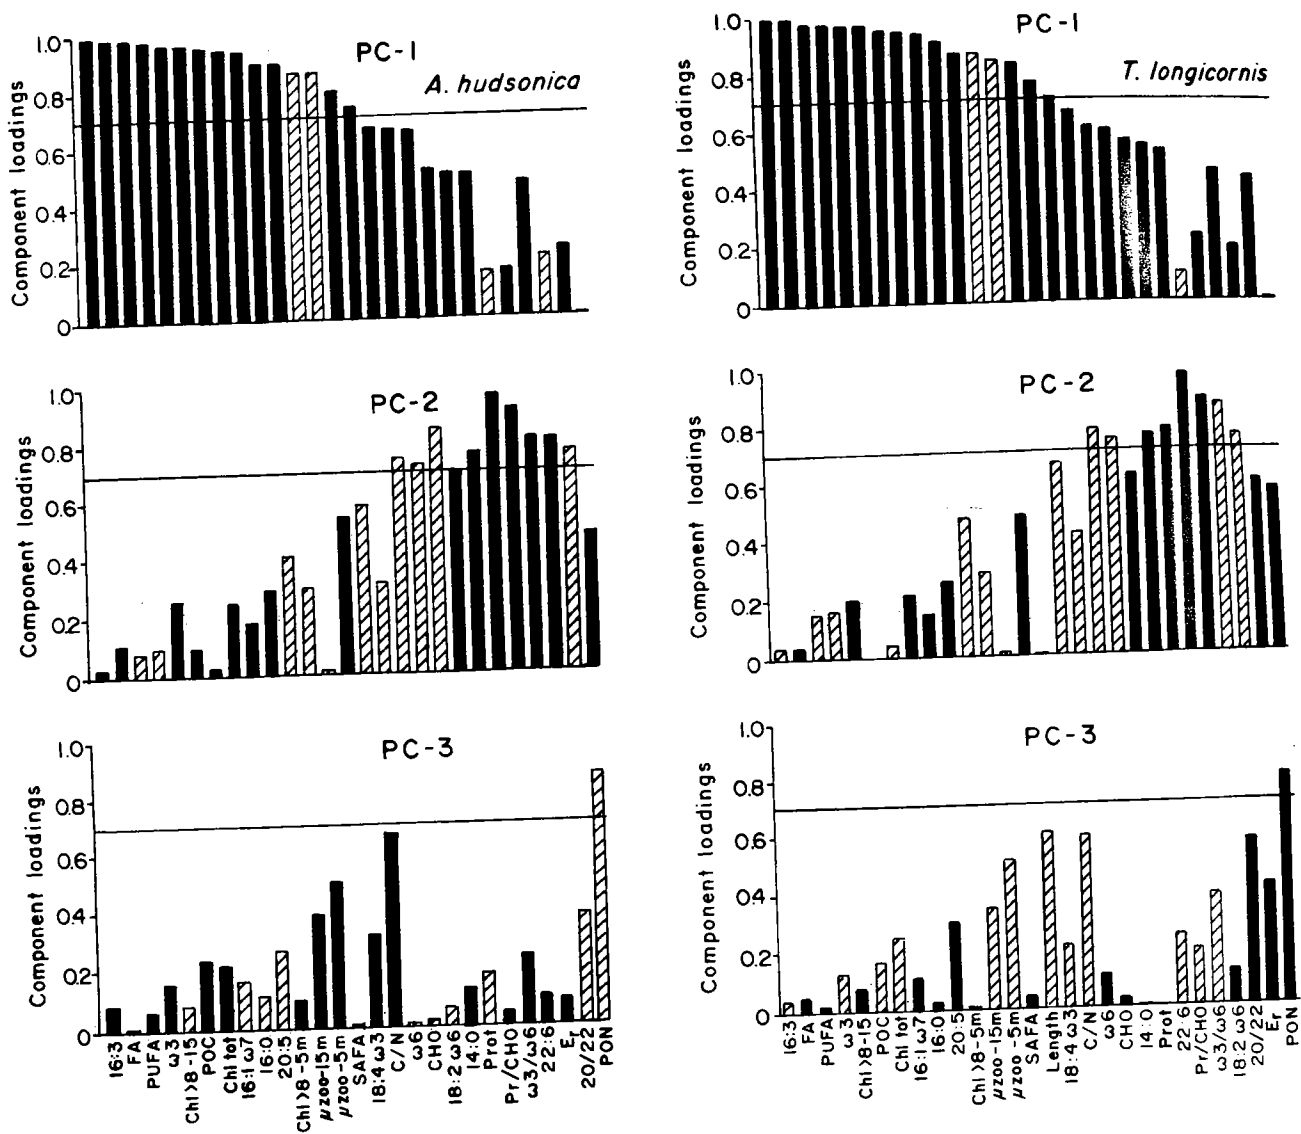 PC-1
A. hudsonica
Component loadings
1.0
0.8
0.6
0.4
0.2
0
PC-1
T. longicornis
Component loadings
1.0
0.8
0.6
0.4
0.2
0
PC-2
Component loadings
1.0
0.8
0.6
0.4
0.2
0
PC-2
Component loadings
1.0
0.8
0.6
0.4
0.2
0
PC-3
Component loadings
1.0
0.8
0.6
0.4
0.2
0
16:3
FA
PUFA
ω3
Chl>8-15
POC
Chl tot
16:1ω7
16:0
20:5
Chl>8-5m
μzoo-15m
μzoo-5m
SAFA
18:4 ω3
C/N
ω6
CHO
18:2 ω6
14:0
Prot
Pr/CHO
ω3/ω6
22:6
Er
20/22
PON
PC-3
Component loadings
1.0
0.8
0.6
0.4
0.2
0
16:3
FA
PUFA
ω3
Chl>8-15
POC
Chl tot
16:1 ω7
16:0
20:5
Chl>8-5m
μzoo-15m
μzoo-5m
SAFA
Length
18:4 ω3
C/N
ω6
CHO
14:0
Prot
22:6
Pr/CHO
ω3/ω6
18:2 ω6
20/22
Er
PON